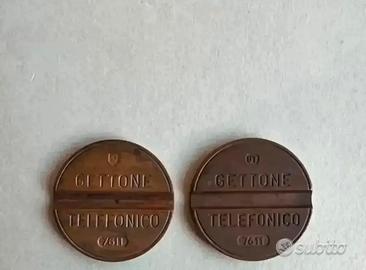 GETTONE
TELEFONICO
7611
GETTONE
TELEFONICO
7611
subito